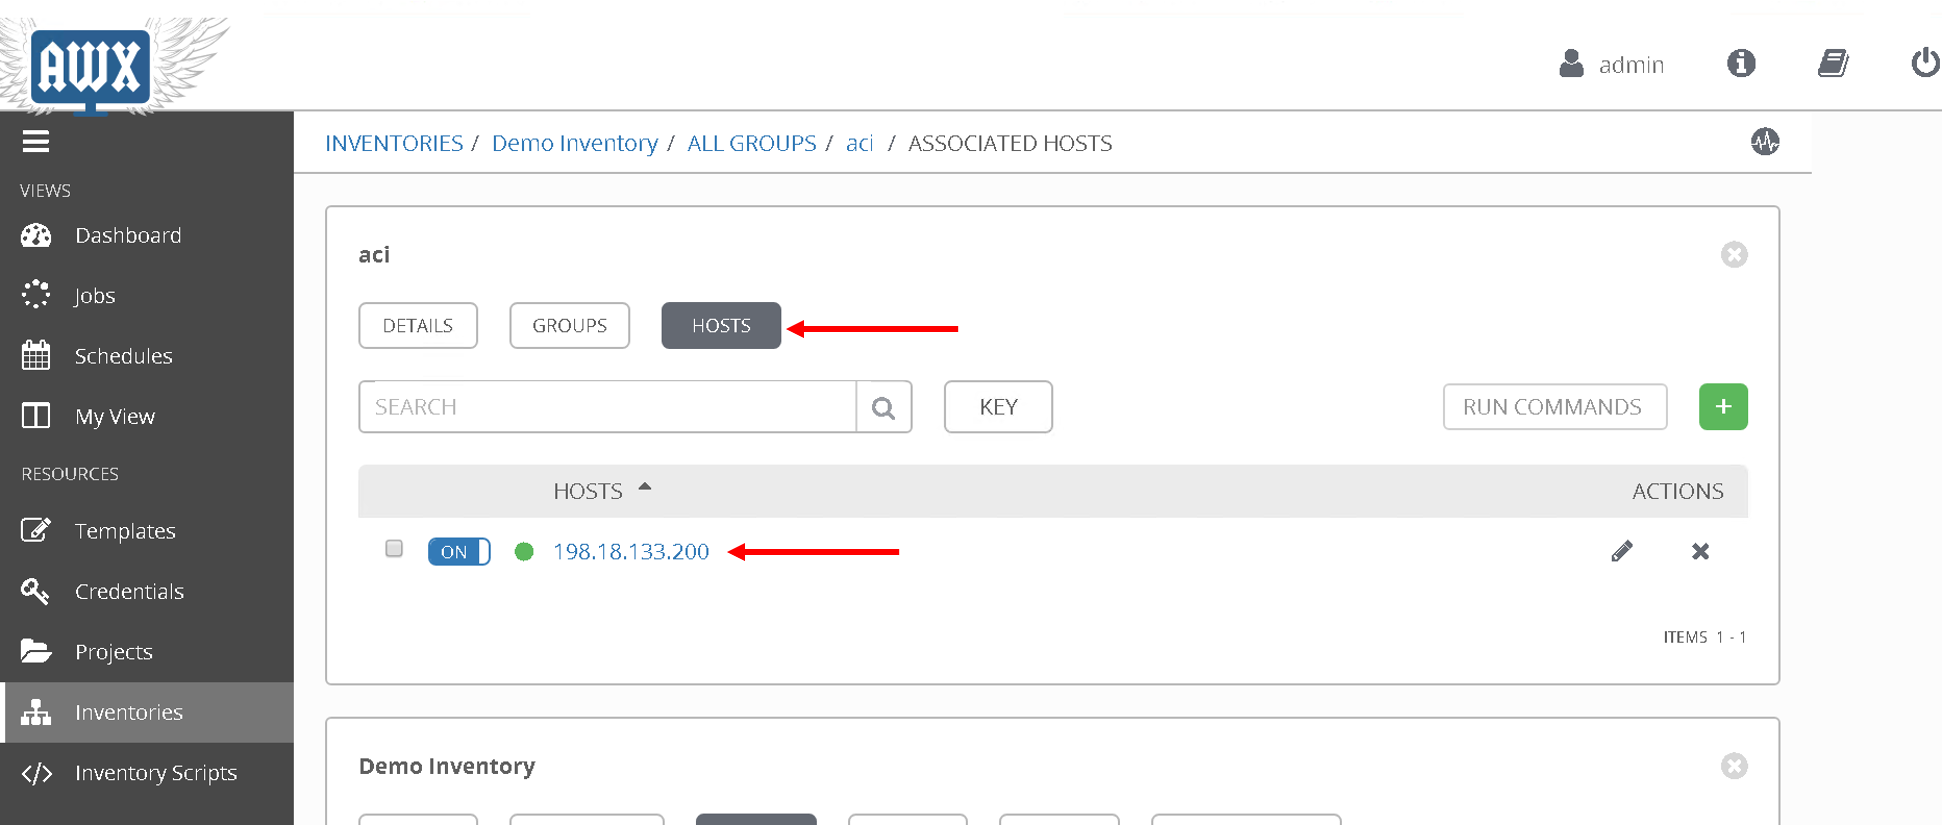 AWX
admin
INVENTORIES / Demo Inventory / ALL GROUPS / aci / ASSOCIATED HOSTS
VIEWS
Dashboard
Jobs
Schedules
My View
RESOURCES
Templates
Credentials
Projects
Inventories
Inventory Scripts
aci
DETAILS GROUPS HOSTS
SEARCH KEY RUN COMMANDS +
HOSTS ACTIONS
ON 198.18.133.200
ITEMS 1 - 1
Demo Inventory